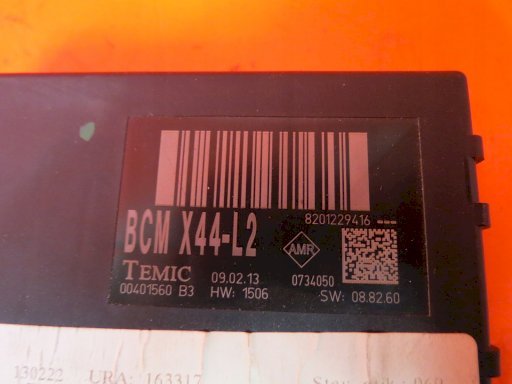 8201229416 ---
BCM X44-L2
AMR
TEMIC 09.02.13 0734050
00401560 B3 HW: 1506 SW: 08.82.60
130222 URA: 163317